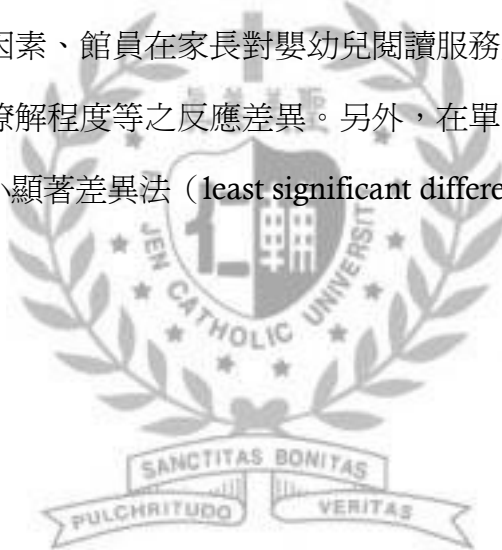 因素、館員在家長對嬰幼兒閱讀服務
瞭解程度等之反應差異。另外，在單
小顯著差異法（least significant differe
JEN CATHOLIC UNIVERSIT
SANCTITAS BONITAS
PULCHRITUDO VERITAS